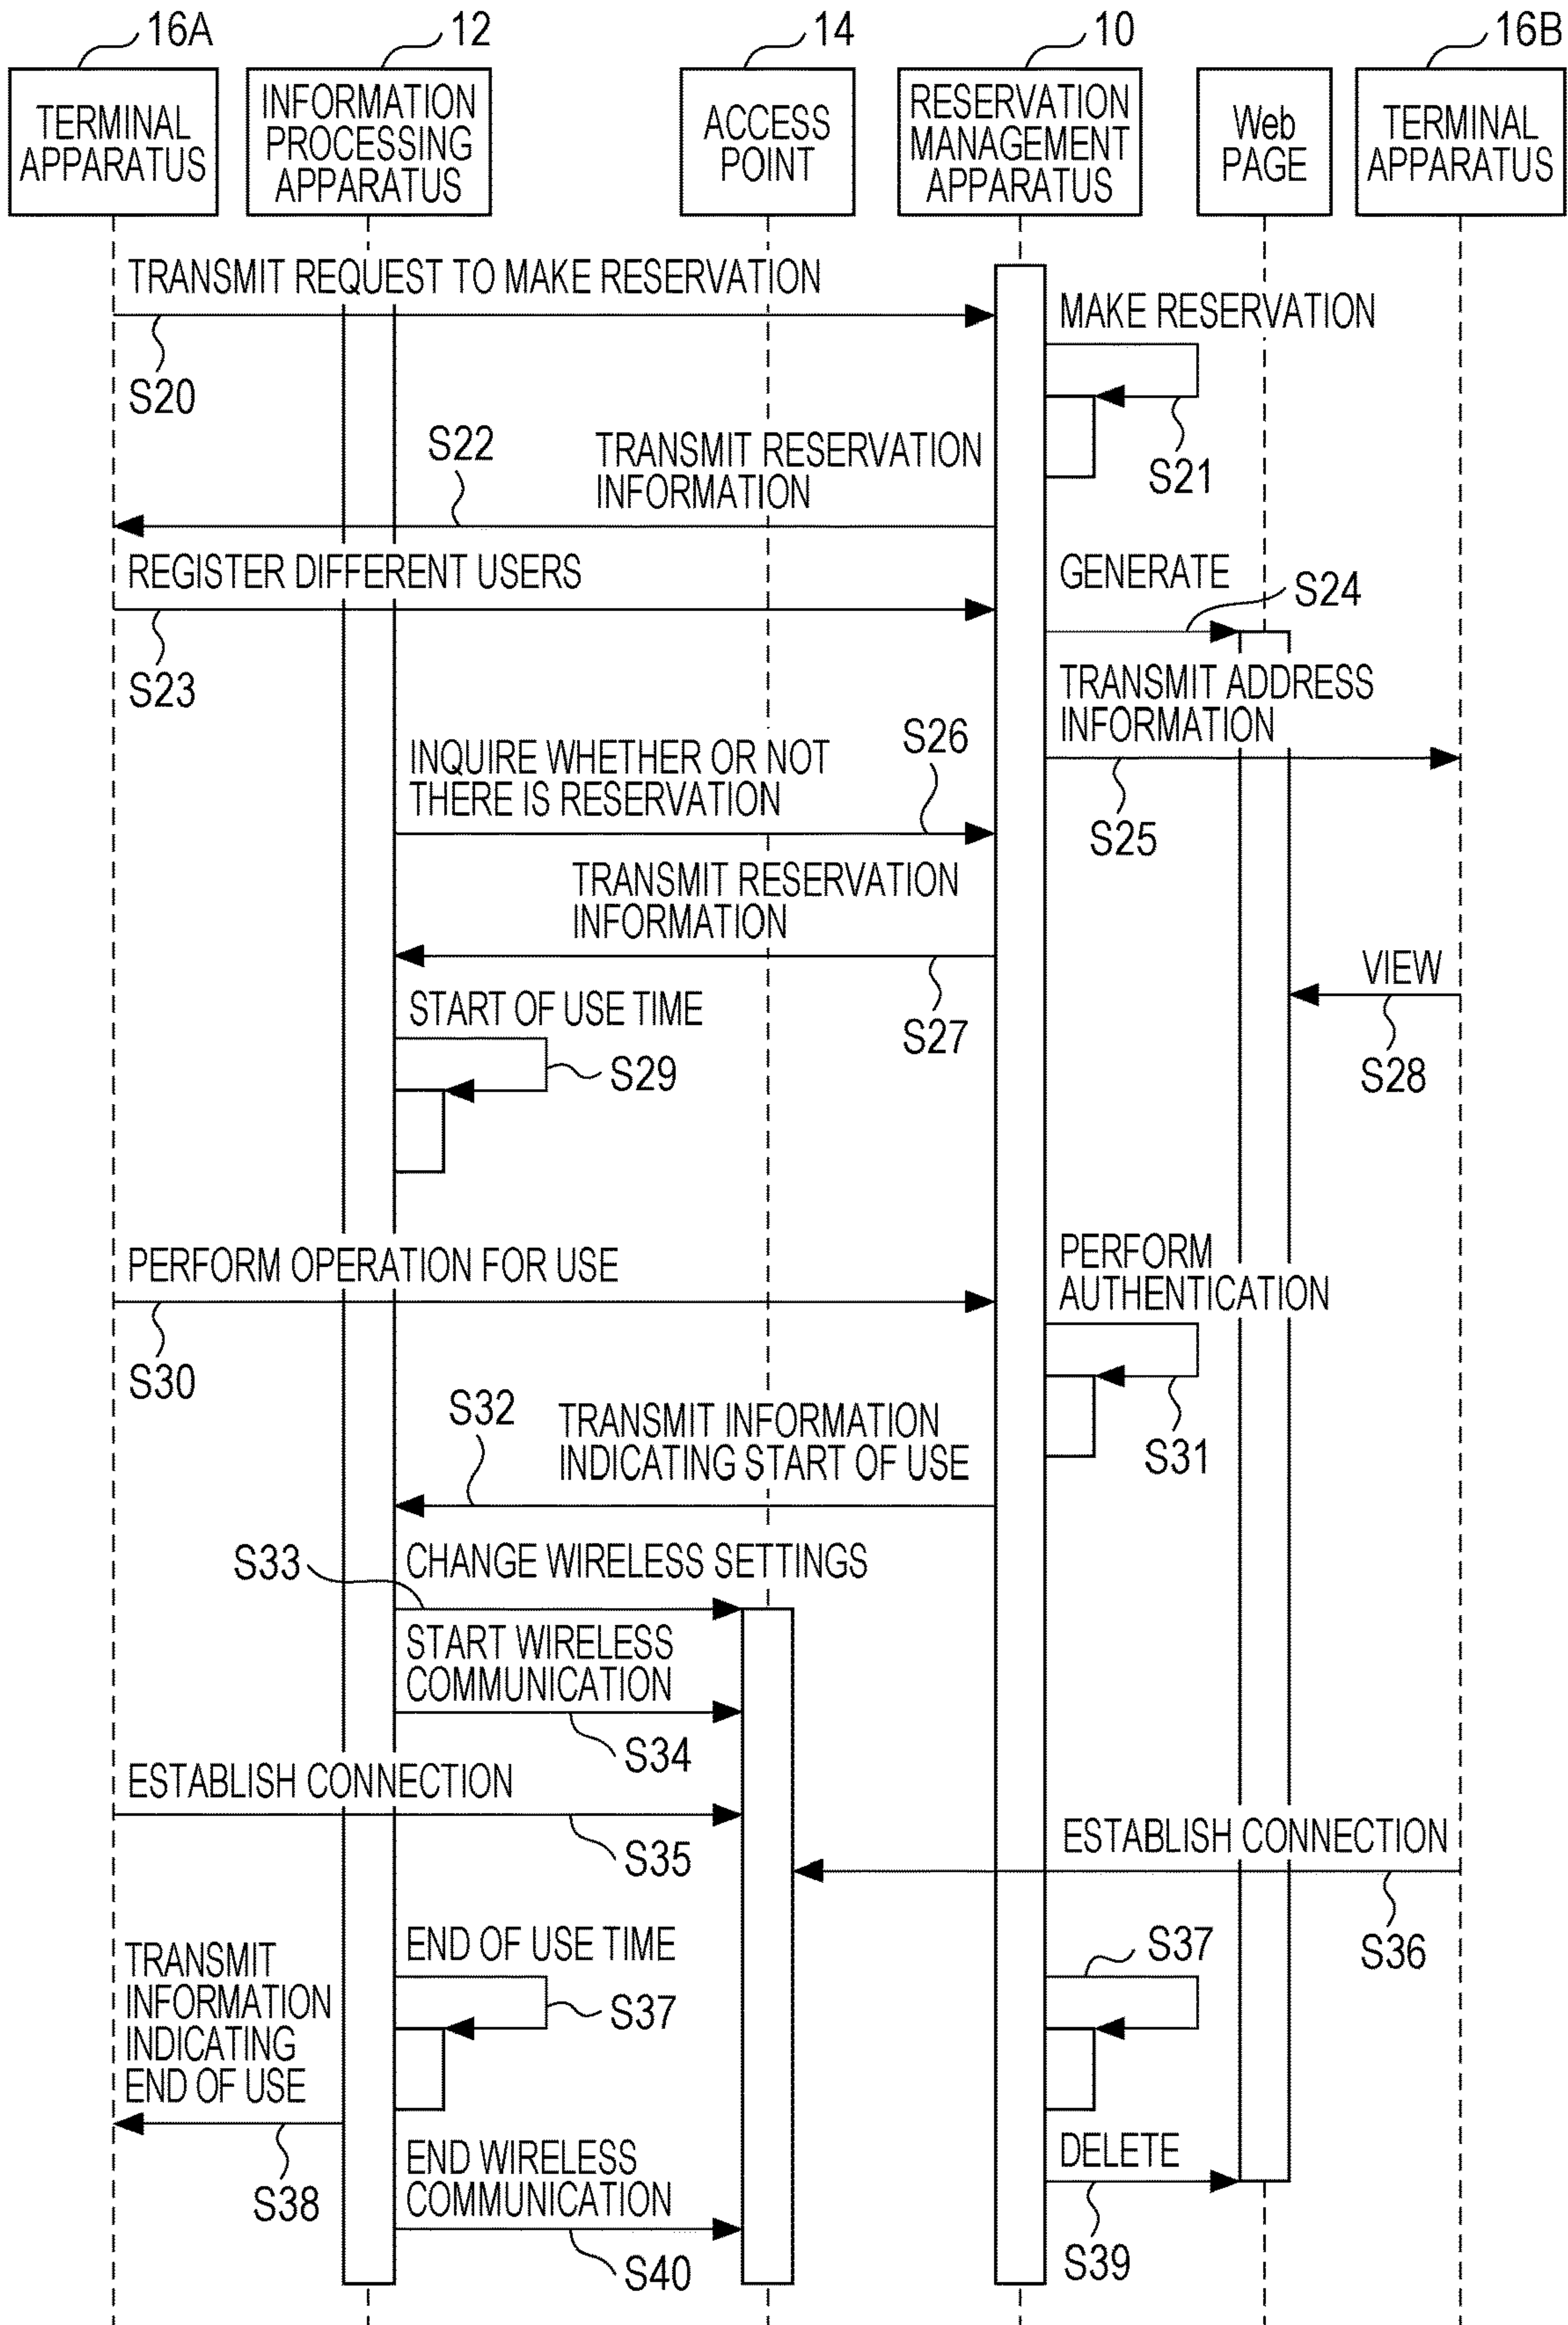 16A
12
14
10
16B
TERMINAL
APPARATUS
INFORMATION
PROCESSING
APPARATUS
ACCESS
POINT
RESERVATION
MANAGEMENT
APPARATUS
Web
PAGE
TERMINAL
APPARATUS
TRANSMIT REQUEST TO MAKE RESERVATION
S20
MAKE RESERVATION
S21
S22
TRANSMIT RESERVATION
INFORMATION
REGISTER DIFFERENT USERS
S23
GENERATE
S24
TRANSMIT ADDRESS
INFORMATION
S25
INQUIRE WHETHER OR NOT
THERE IS RESERVATION
S26
TRANSMIT RESERVATION
INFORMATION
S27
VIEW
S28
START OF USE TIME
S29
PERFORM OPERATION FOR USE
S30
PERFORM
AUTHENTICATION
S31
S32
TRANSMIT INFORMATION
INDICATING START OF USE
S33
CHANGE WIRELESS SETTINGS
START WIRELESS
COMMUNICATION
S34
ESTABLISH CONNECTION
S35
ESTABLISH CONNECTION
S36
END OF USE TIME
S37
S37
TRANSMIT
INFORMATION
INDICATING
END OF USE
S38
DELETE
S39
END WIRELESS
COMMUNICATION
S40